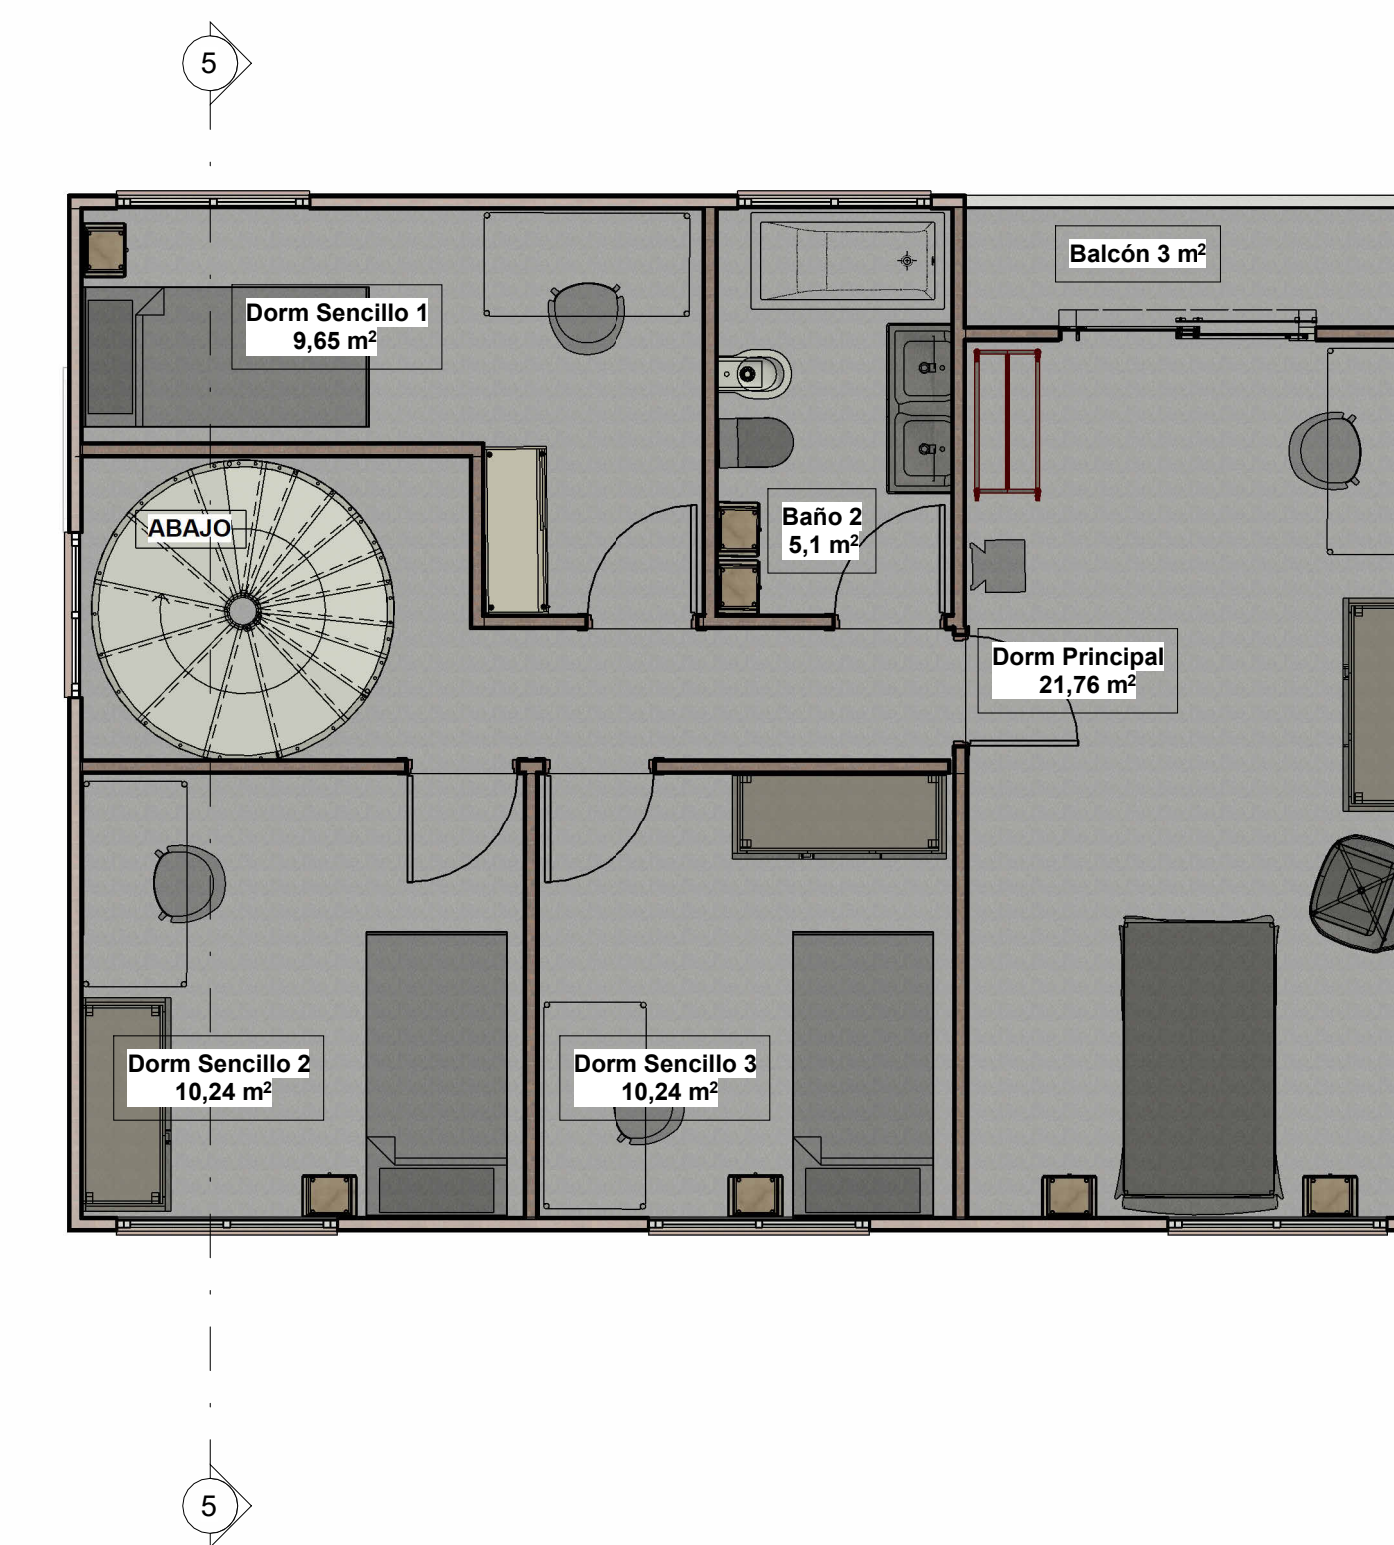 5
Balcón 3 m²
Dorm Sencillo 1
9,65 m²
ABAJO
Baño 2
5,1 m²
Dorm Principal
21,76 m²
Dorm Sencillo 2
10,24 m²
Dorm Sencillo 3
10,24 m²
5